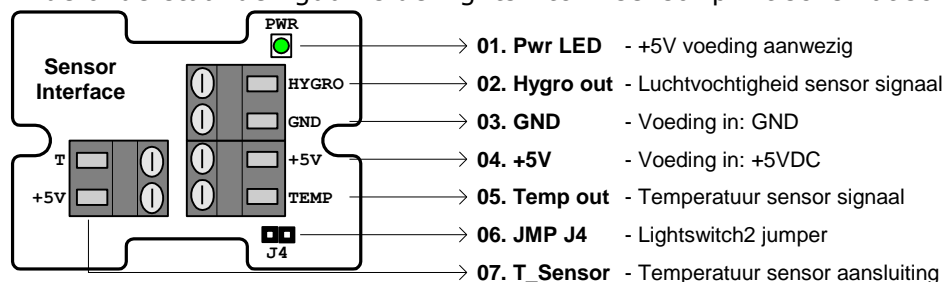 PWR
Sensor
Interface
HYGRO
GND
T
+5V
+5V
TEMP
J4
01. Pwr LED - +5V voeding aanwezig
02. Hygro out - Luchtvochtigheid sensor signaal
03. GND - Voeding in: GND
04. +5V - Voeding in: +5VDC
05. Temp out - Temperatuur sensor signaal
06. JMP J4 - Lightswitch2 jumper
07. T_Sensor - Temperatuur sensor aansluiting